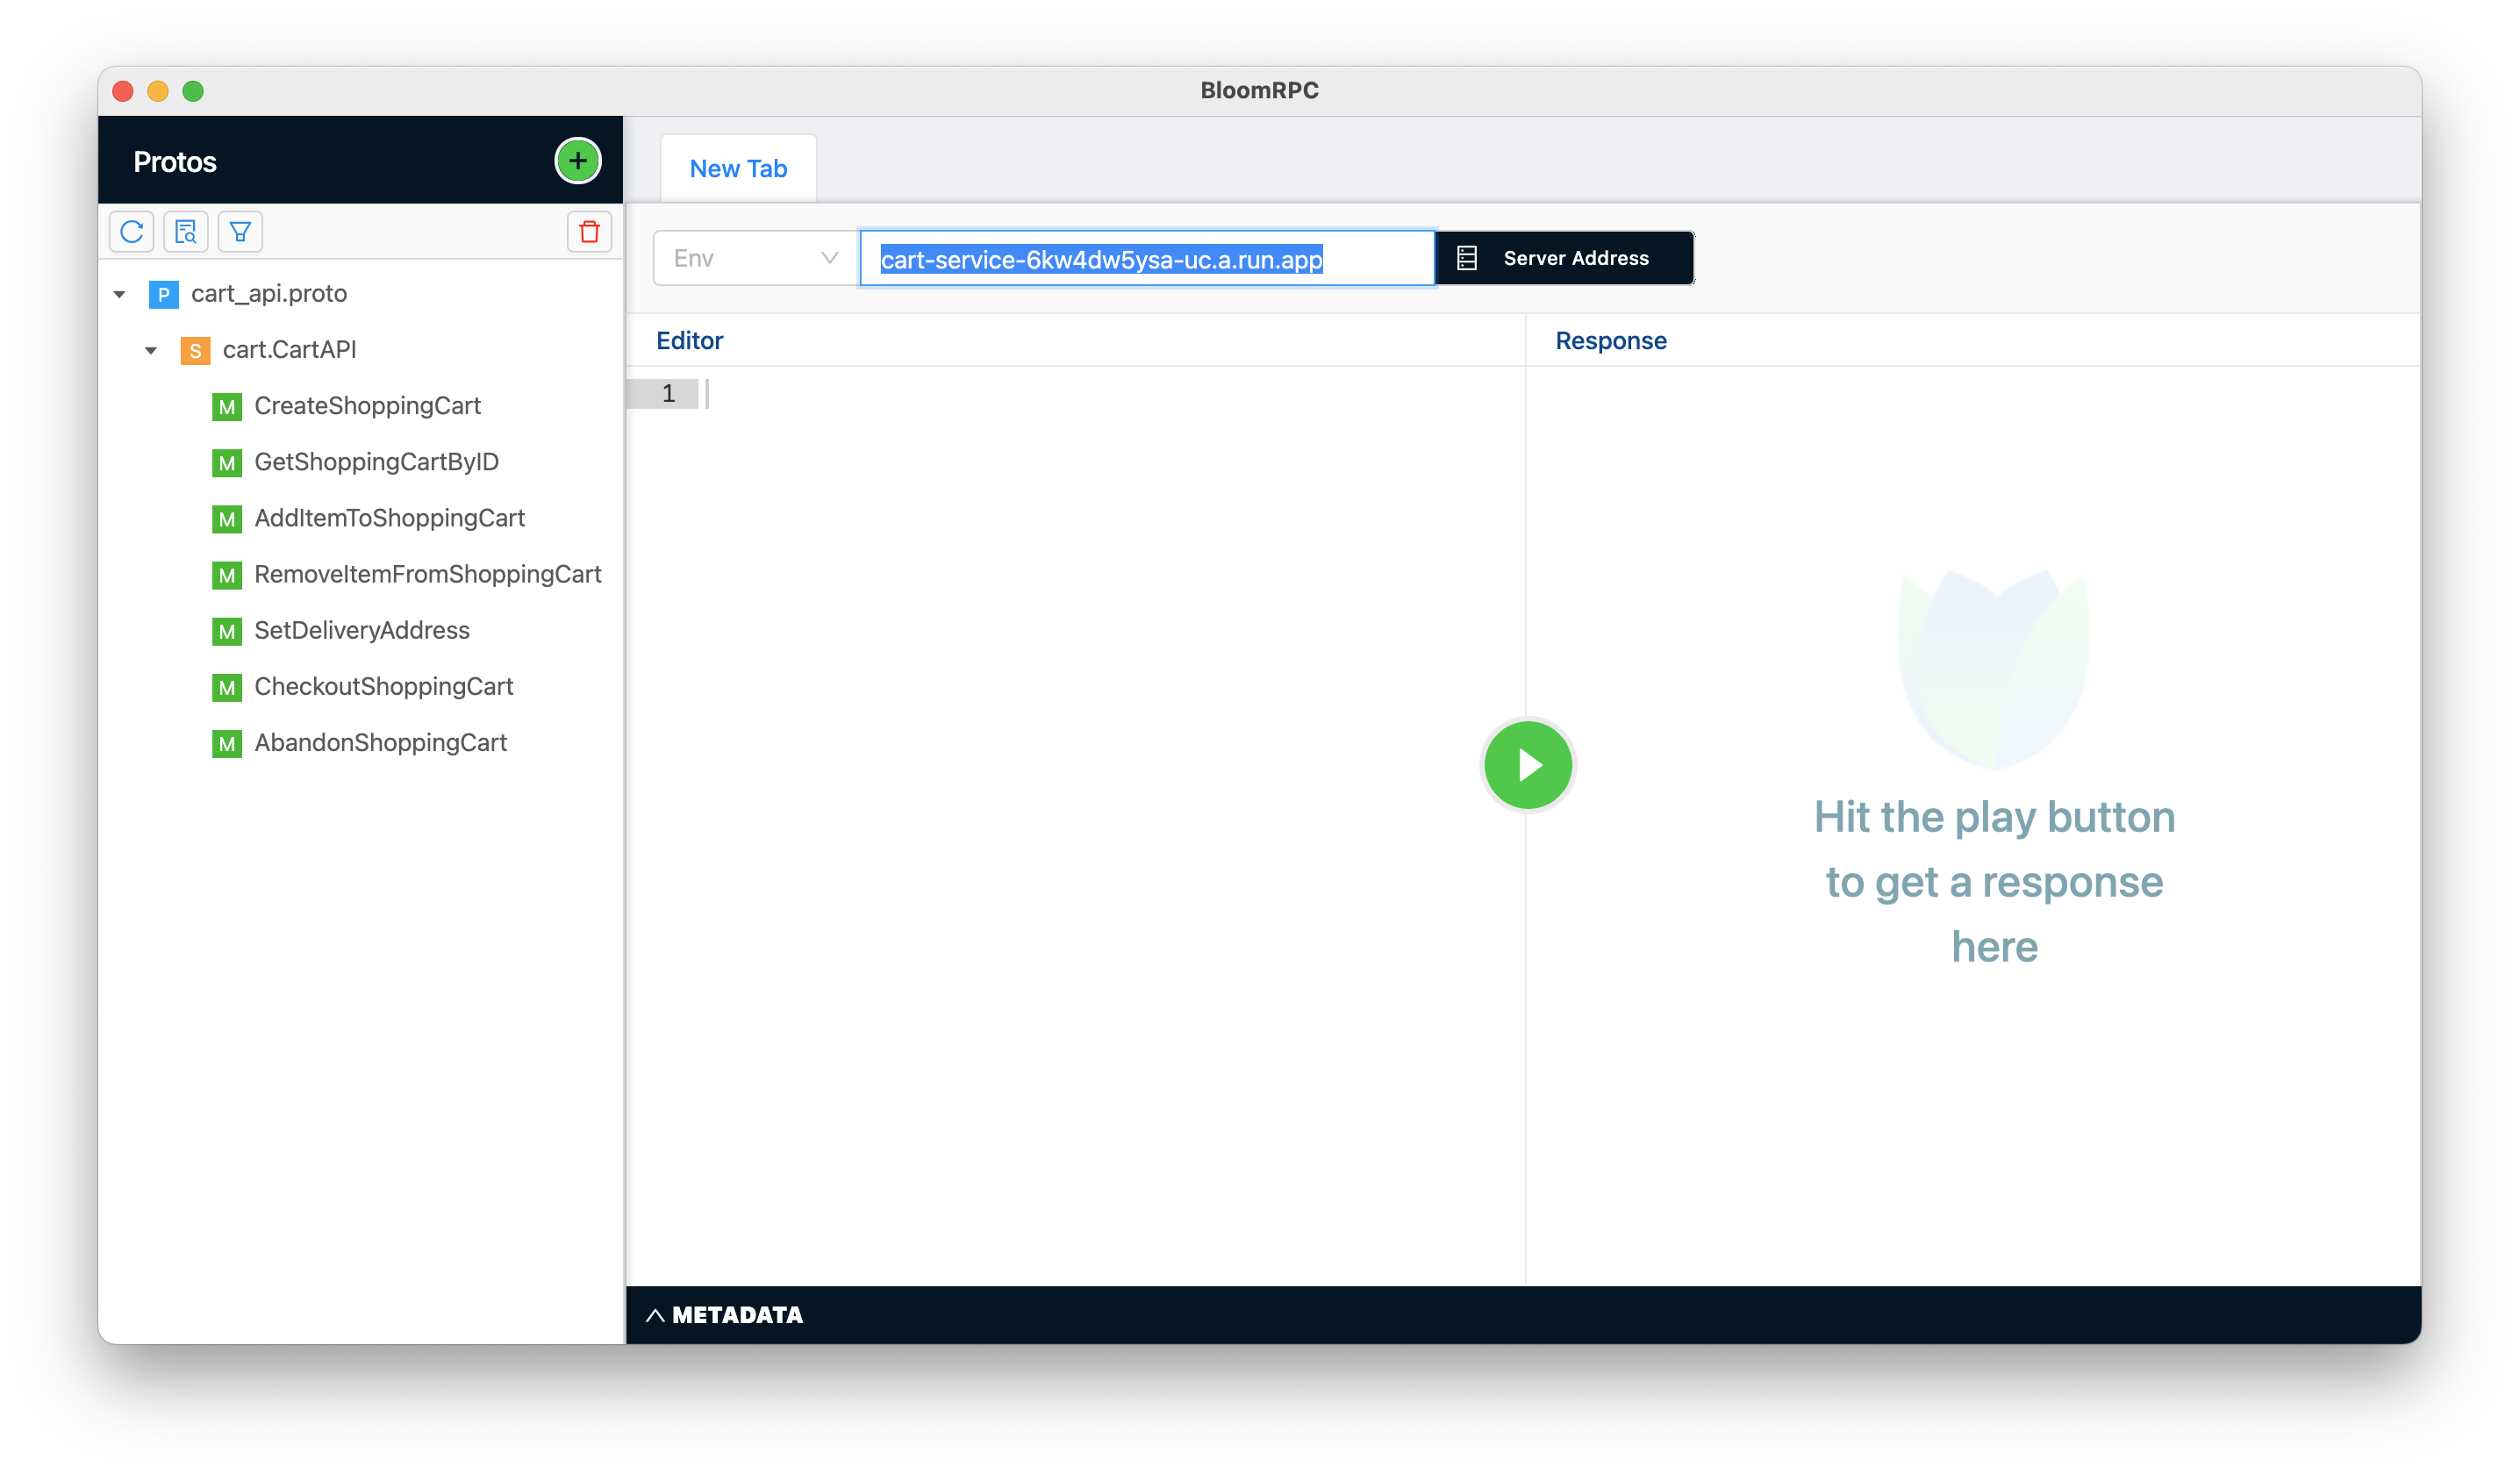 BloomRPC
Protos
New Tab
Env
cart-service-6kw4dw5ysa-uc.a.run.app
Server Address
P cart_api.proto
S cart.CartAPI
M CreateShoppingCart
M GetShoppingCartByID
M AddItemToShoppingCart
M RemoveItemFromShoppingCart
M SetDeliveryAddress
M CheckoutShoppingCart
M AbandonShoppingCart
Editor
1
Response
Hit the play button
to get a response
here
METADATA